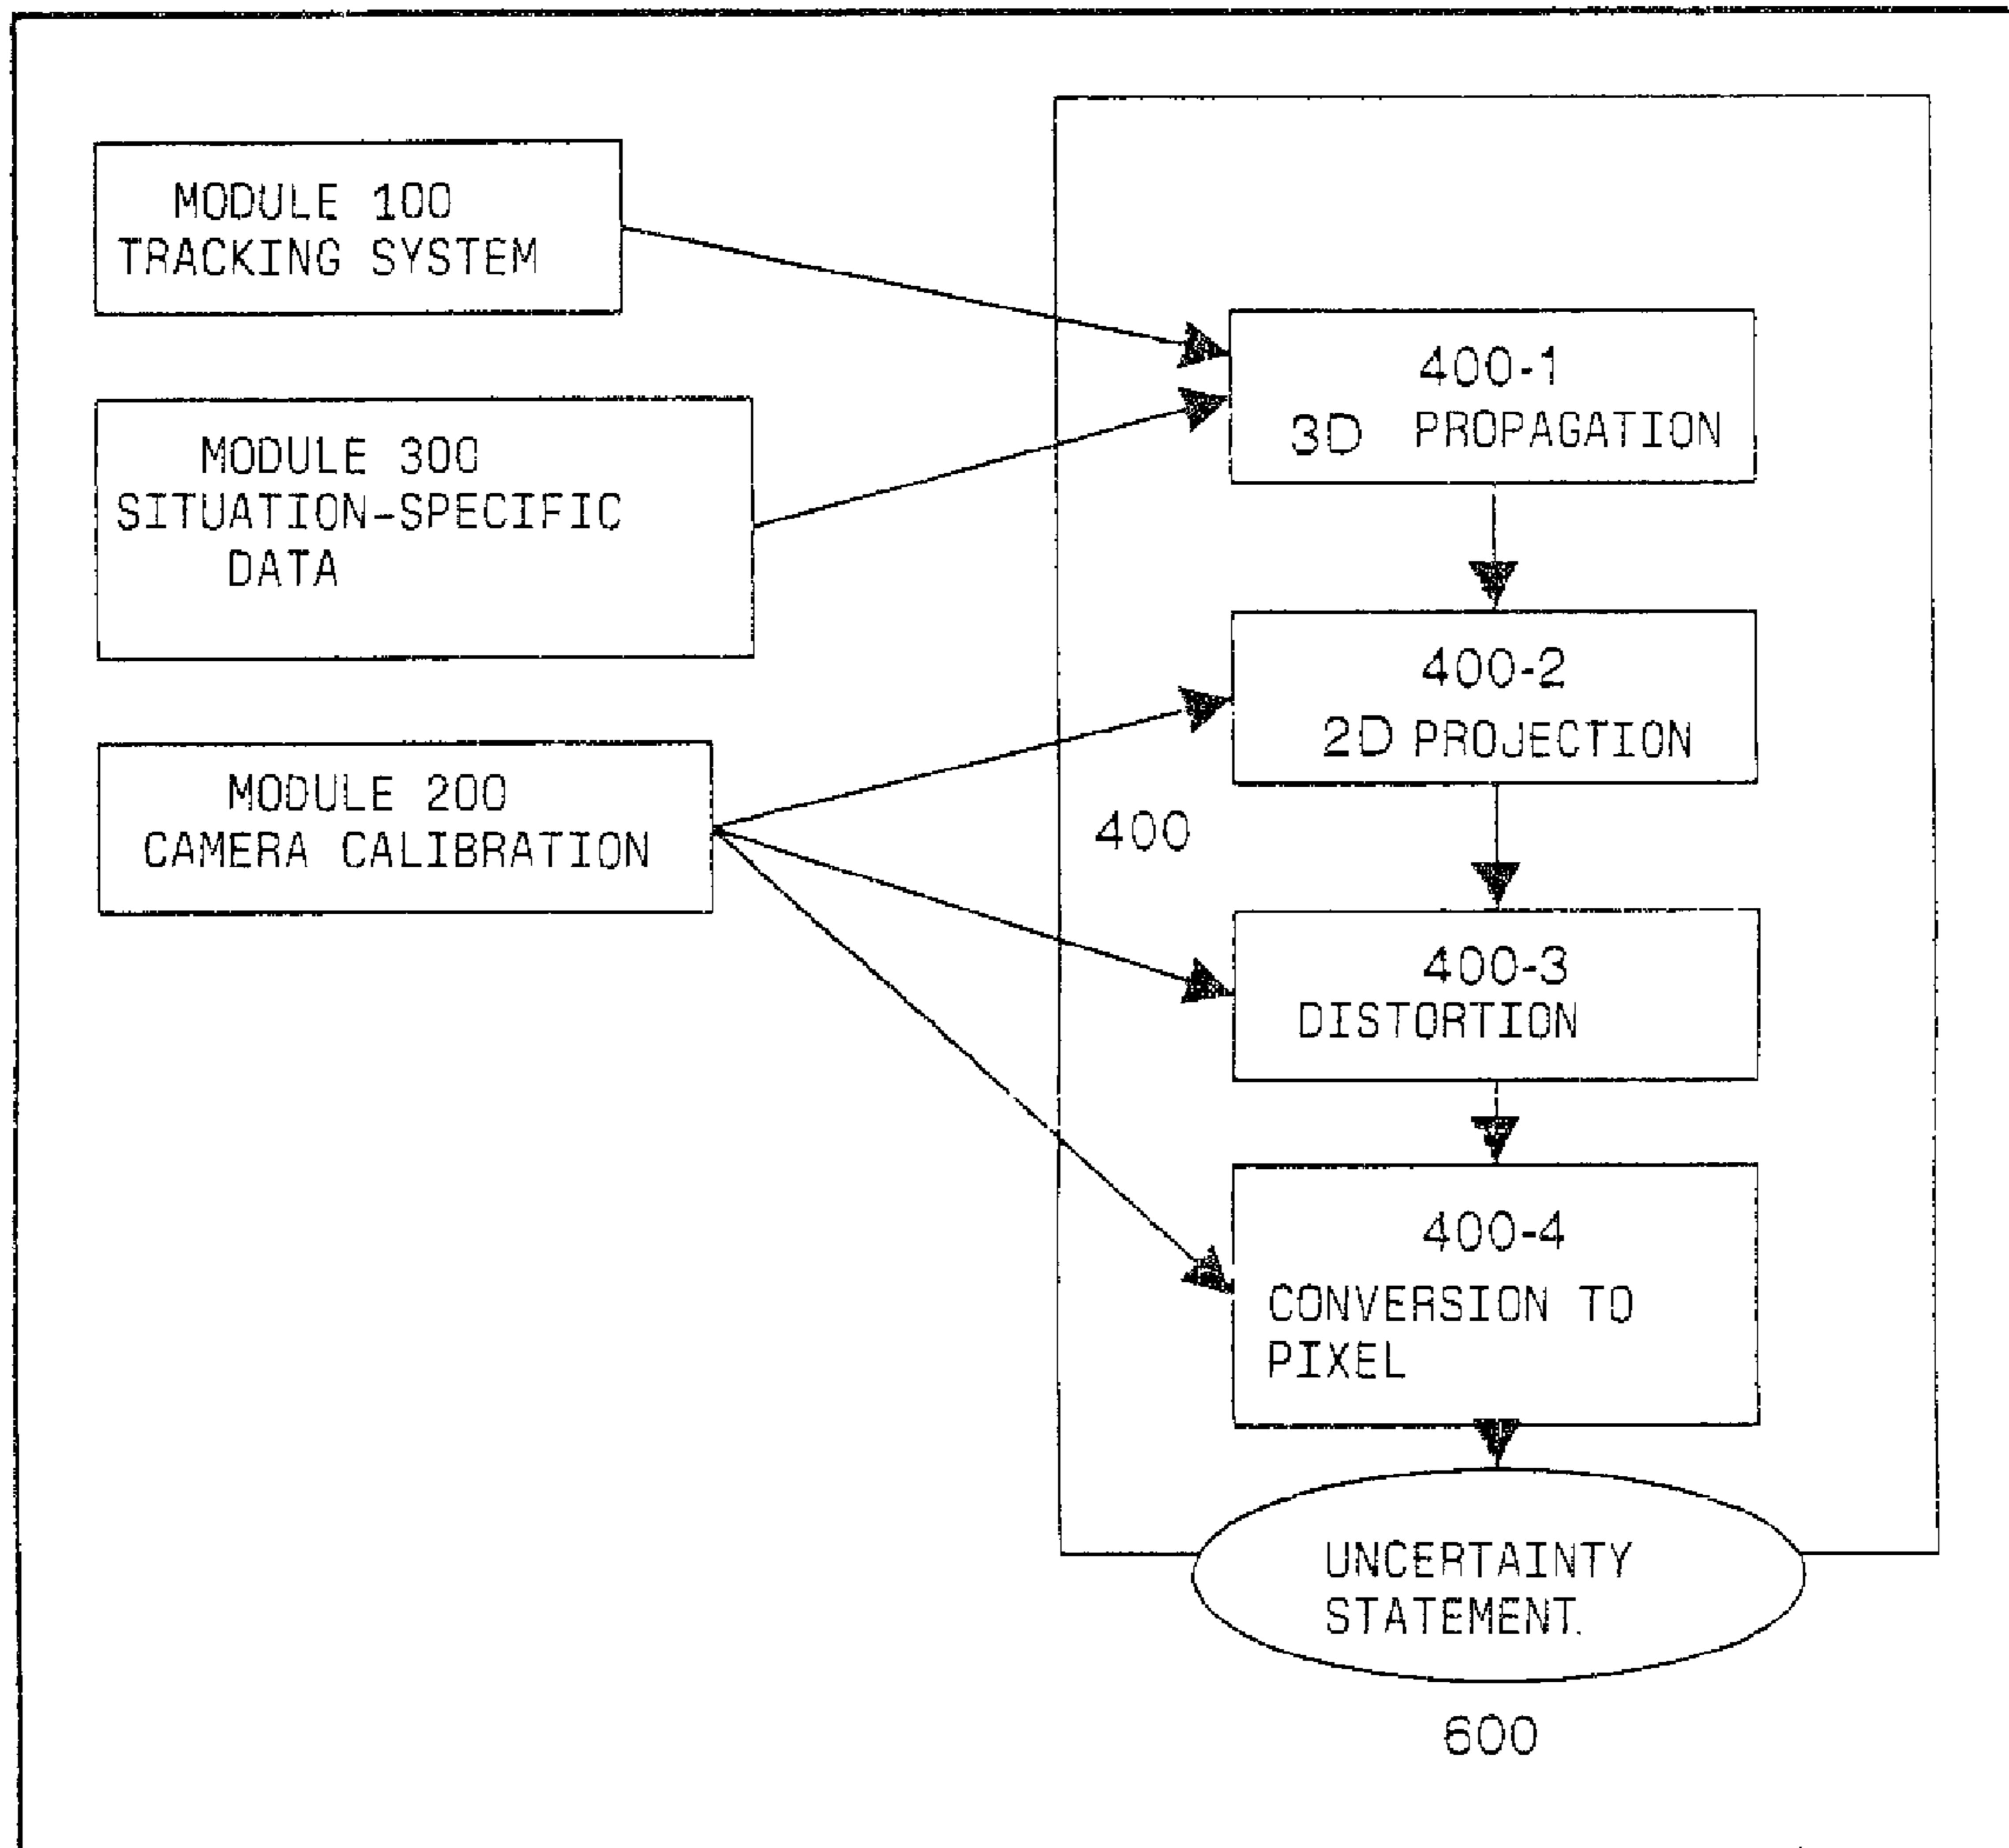 MODULE 100
TRACKING SYSTEM
MODULE 300
SITUATION-SPECIFIC
DATA
MODULE 200
CAMERA CALIBRATION
400
400-1
3D PROPAGATION
400-2
2D PROJECTION
400-3
DISTORTION
400-4
CONVERSION TO
PIXEL
UNCERTAINTY
STATEMENT.
600